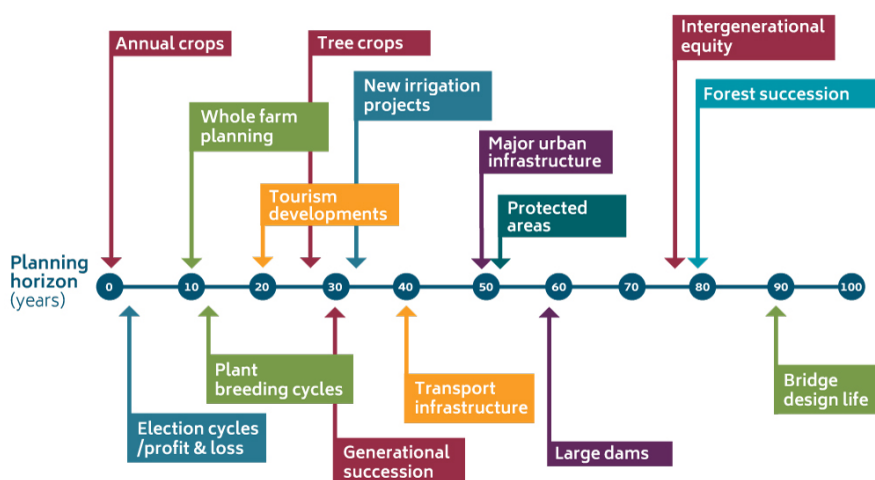 Annual crops
Tree crops
Intergenerational
equity
New irrigation
projects
Forest succession
Whole farm
planning
Major urban
infrastructure
Tourism
developments
Protected
areas
Planning
horizon
(years)
0 10 20 30 40 50 60 70 80 90 100
Plant
breeding cycles
Transport
infrastructure
Bridge
design life
Election cycles
/profit & loss
Generational
succession
Large dams